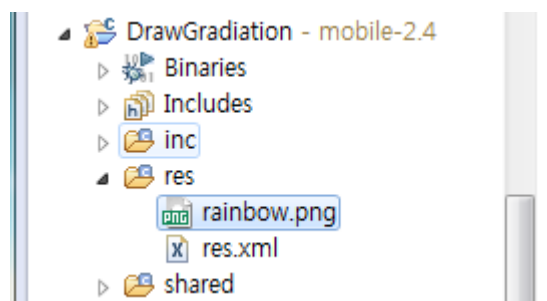 DrawGradiation - mobile-2.4
Binaries
Includes
inc
res
rainbow.png
res.xml
shared